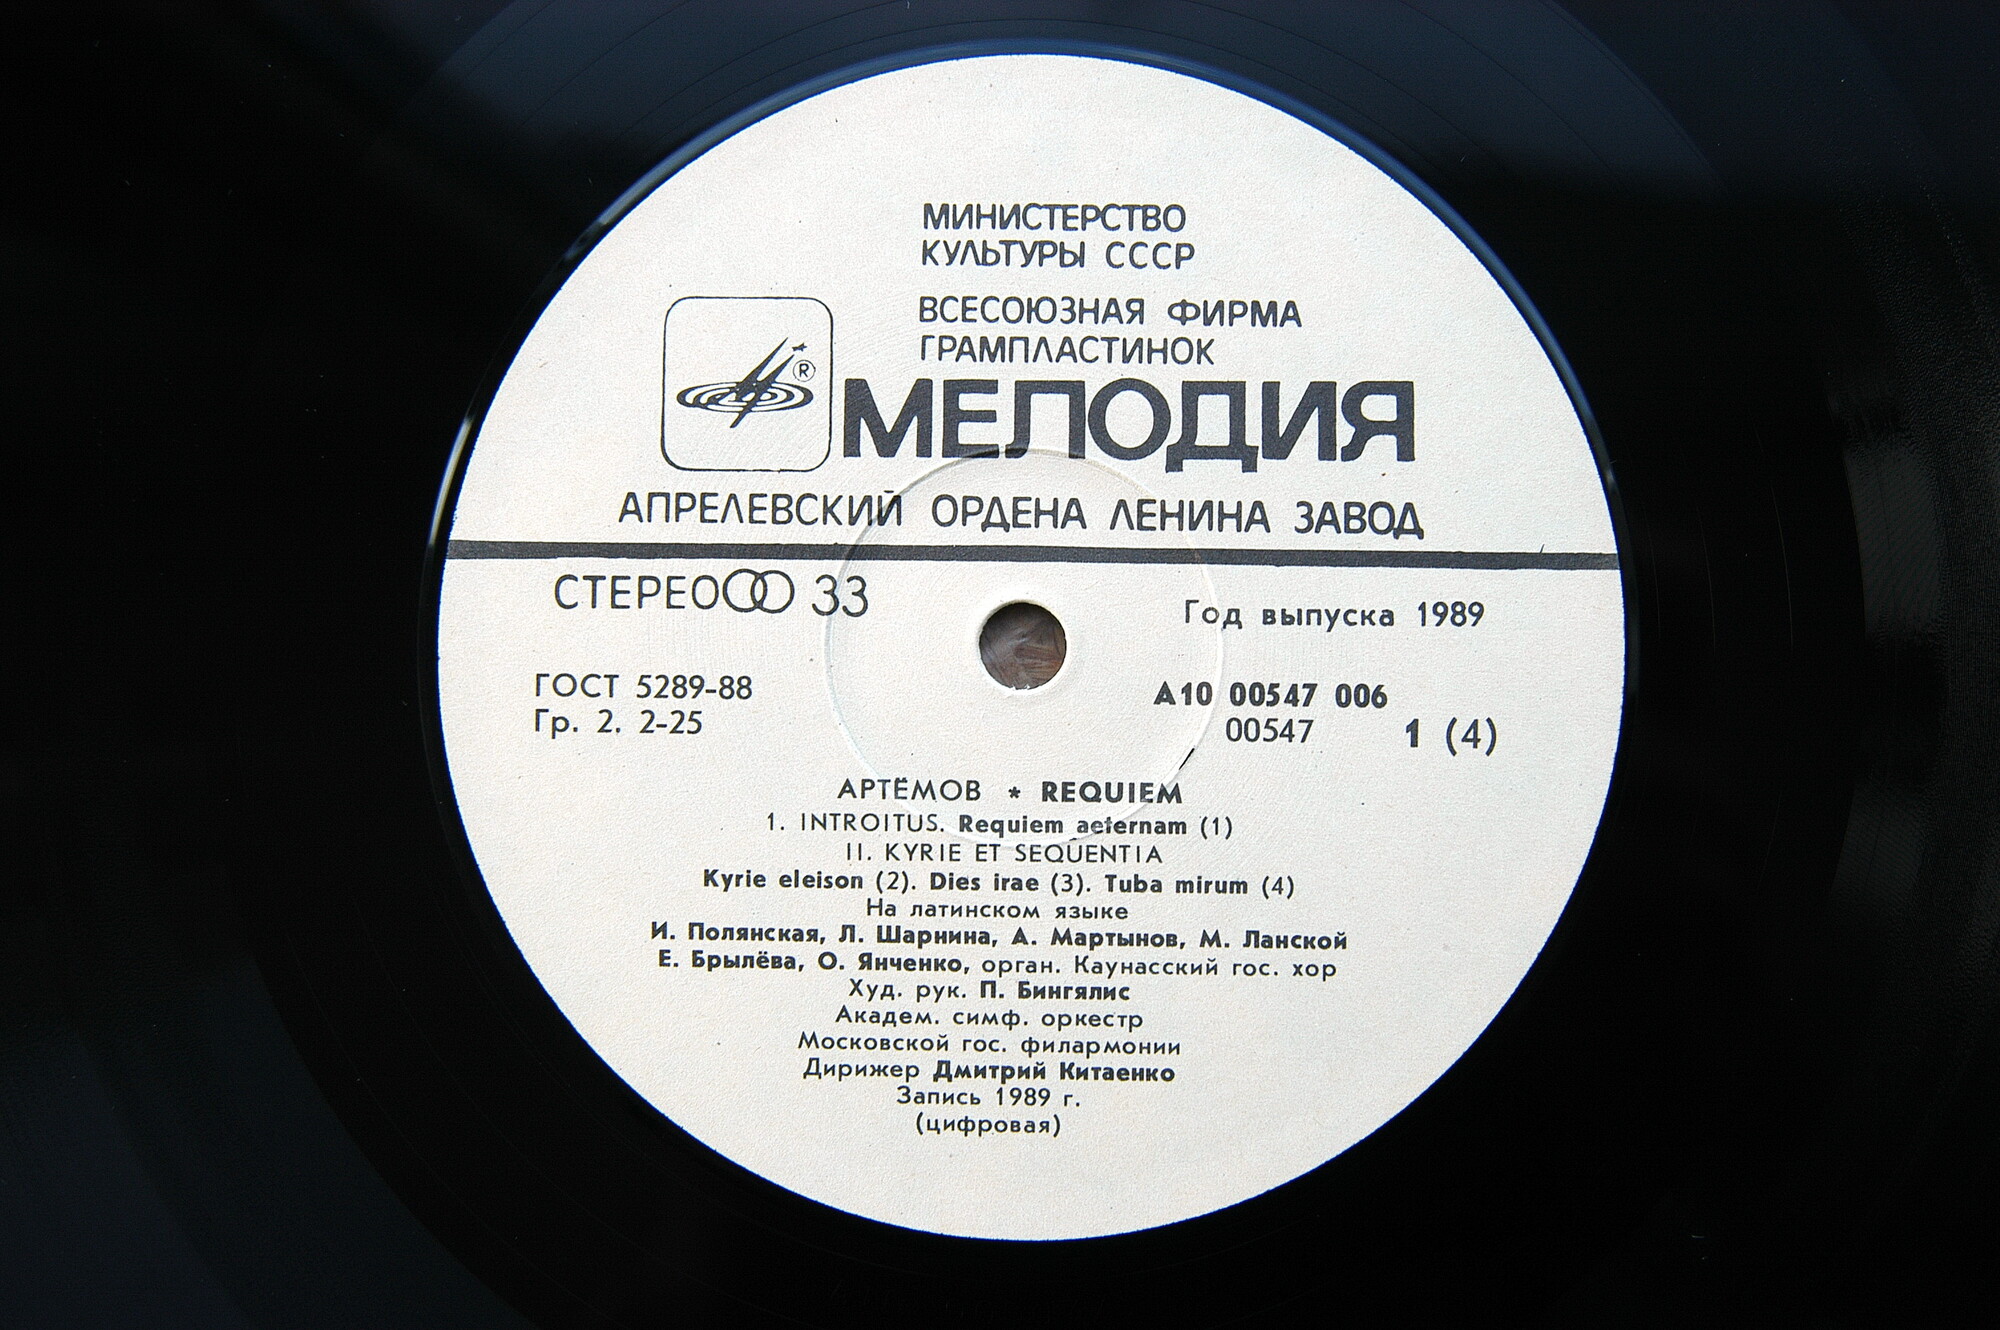 МИНИСТЕРСТВО
КУЛЬТУРЫ СССР
ВСЕСОЮЗНАЯ ФИРМА
ГРАМПЛАСТИНОК
®
МЕЛОДИЯ
АПРЕЛЕВСКИЙ ОРДЕНА ЛЕНИНА ЗАВОД
СТЕРЕО 33
Год выпуска 1989
ГОСТ 5289-88
Гр. 2. 2-25
А10 00547 006
00547 1 (4)
АРТЁМОВ * REQUIEM
1. INTROITUS. Requiem aeternam (1)
II. KYRIE ET SEQUENTIA
Kyrie eleison (2). Dies irae (3). Tuba mirum (4)
На латинском языке
И. Полянская, Л. Шарнина, А. Мартынов, М. Ланской
Е. Брылёва, О. Янченко, орган. Каунасский гос. хор
Худ. рук. П. Бингялис
Академ. симф. оркестр
Московской гос. филармонии
Дирижер Дмитрий Китаенко
Запись 1989 г.
(цифровая)